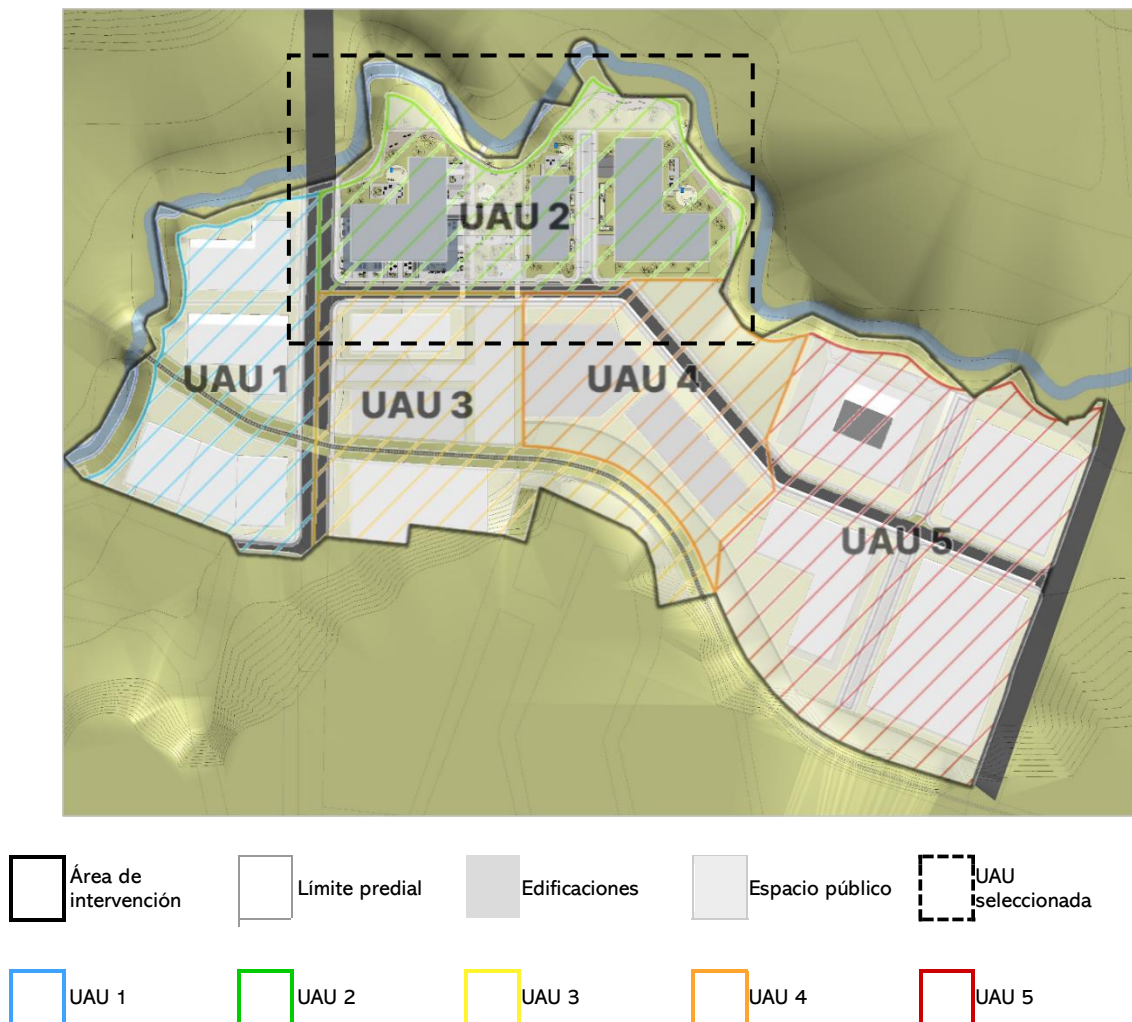 UAU 2
UAU 1
UAU 3
UAU 4
UAU 5
Área de
intervención
Límite predial
Edificaciones
Espacio público
UAU
seleccionada
UAU 1
UAU 2
UAU 3
UAU 4
UAU 5